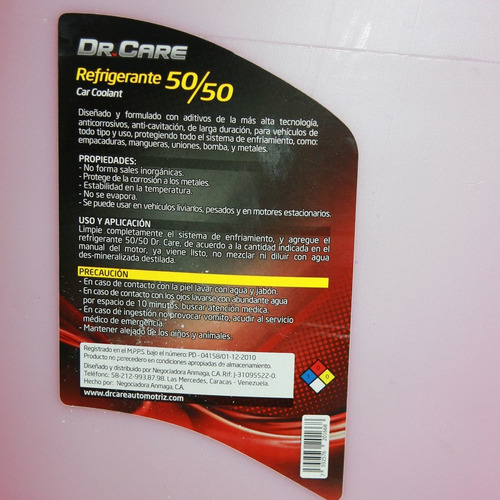 DR. CARE
Refrigerante 50/50
Car Coolant
Diseñado y formulado con aditivos de la más alta tecnología,
anticorrosivos, anti-cavitación, de larga duración, para vehículos de
todo tipo y uso, protegiendo todo el sistema de enfriamiento, como:
empacaduras, mangueras, uniones, bomba, y metales.
PROPIEDADES:
- No forma sales inorgánicas.
- Protege de la corrosión a los metales.
- Estabilidad en la temperatura.
- No se evapora.
- Se puede usar en vehículos liviarios, pesados y en motores estacionarios.
USO Y APLICACIÓN
Limpie completamente el sistema de enfriamiento, y agregue el
refrigerante 50/50 Dr. Care, de acuerdo a la cantidad indicada en el
manual del motor, ya viene listo, no mezclar ni diluir con agua
des-mineralizada destilada.
PRECAUCIÓN
- En caso de contacto con la piel lavar con agua y jabón.
- En caso de contacto con los ojos lavarse con abundante agua
por espacio de 10 minutos, buscar atención médica.
- En caso de ingestión no provocar vómito, acudir al servicio
médico de emergencia.
- Mantener alejado de los niños y animales.
Registrado en el M.P.P.S. bajo el número: PD - 04158/01-12-2010
Producto no perecedero en condiciones apropiadas de almacenamiento.
Diseñado y distribuido por Negociadora Anmaga, C.A. Rif: J-31095522-0.
Teléfono: 58-212-993.87.98. Las Mercedes, Caracas - Venezuela.
Hecho por: Negociadora Anmaga, C.A.
www.drcareautomotriz.com